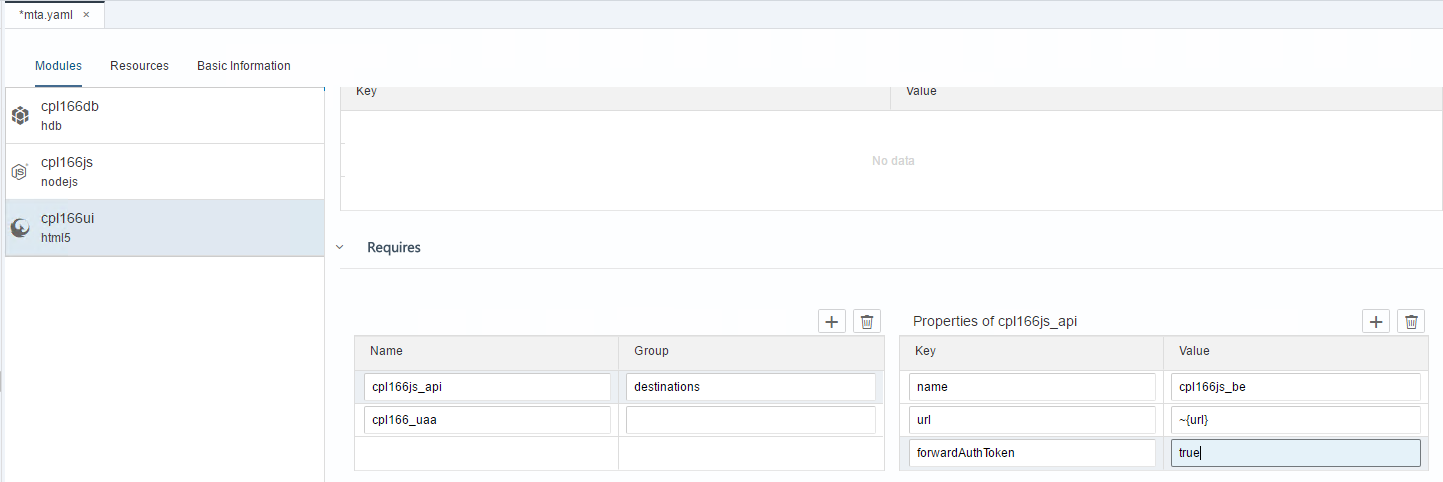 *mta.yaml ×
Modules Resources Basic Information
Key Value
cpl166db
hdb
No data
cpl166js
nodejs
cpl166ui
html5
Requires
Properties of cpl166js_api
Name Group
cpl166js_api destinations
cpl166_uaa
Key Value
name cpl166js_be
url ~{url}
forwardAuthToken true